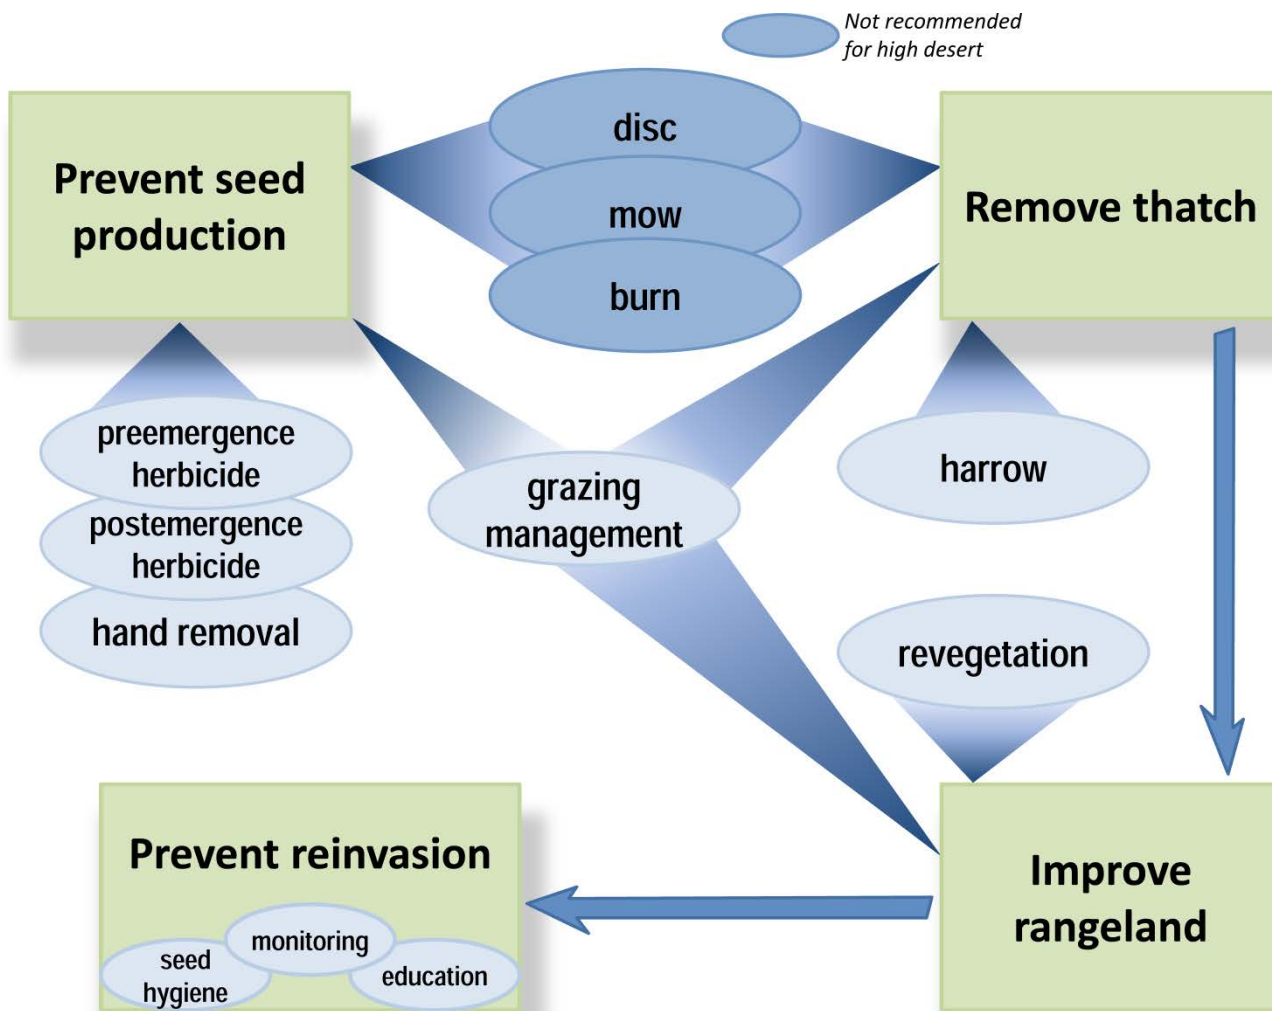 Not recommended
for high desert
Prevent seed
production
disc
mow
burn
Remove thatch
preemergence
herbicide
postemergence
herbicide
hand removal
grazing
management
harrow
revegetation
Prevent reinvasion
seed
hygiene
monitoring
education
Improve
rangeland